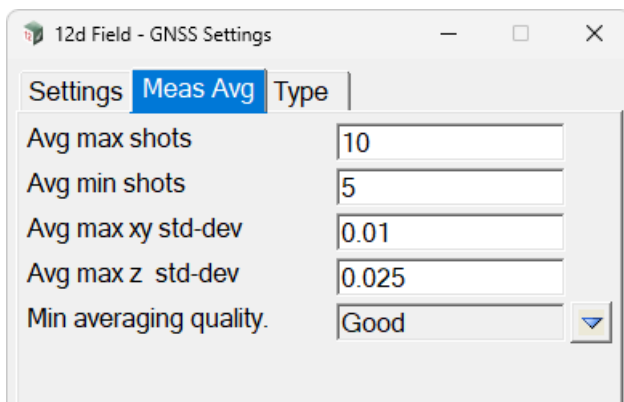 12d Field - GNSS Settings
Settings Meas Avg Type
Avg max shots 10
Avg min shots 5
Avg max xy std-dev 0.01
Avg max z  std-dev 0.025
Min averaging quality. Good